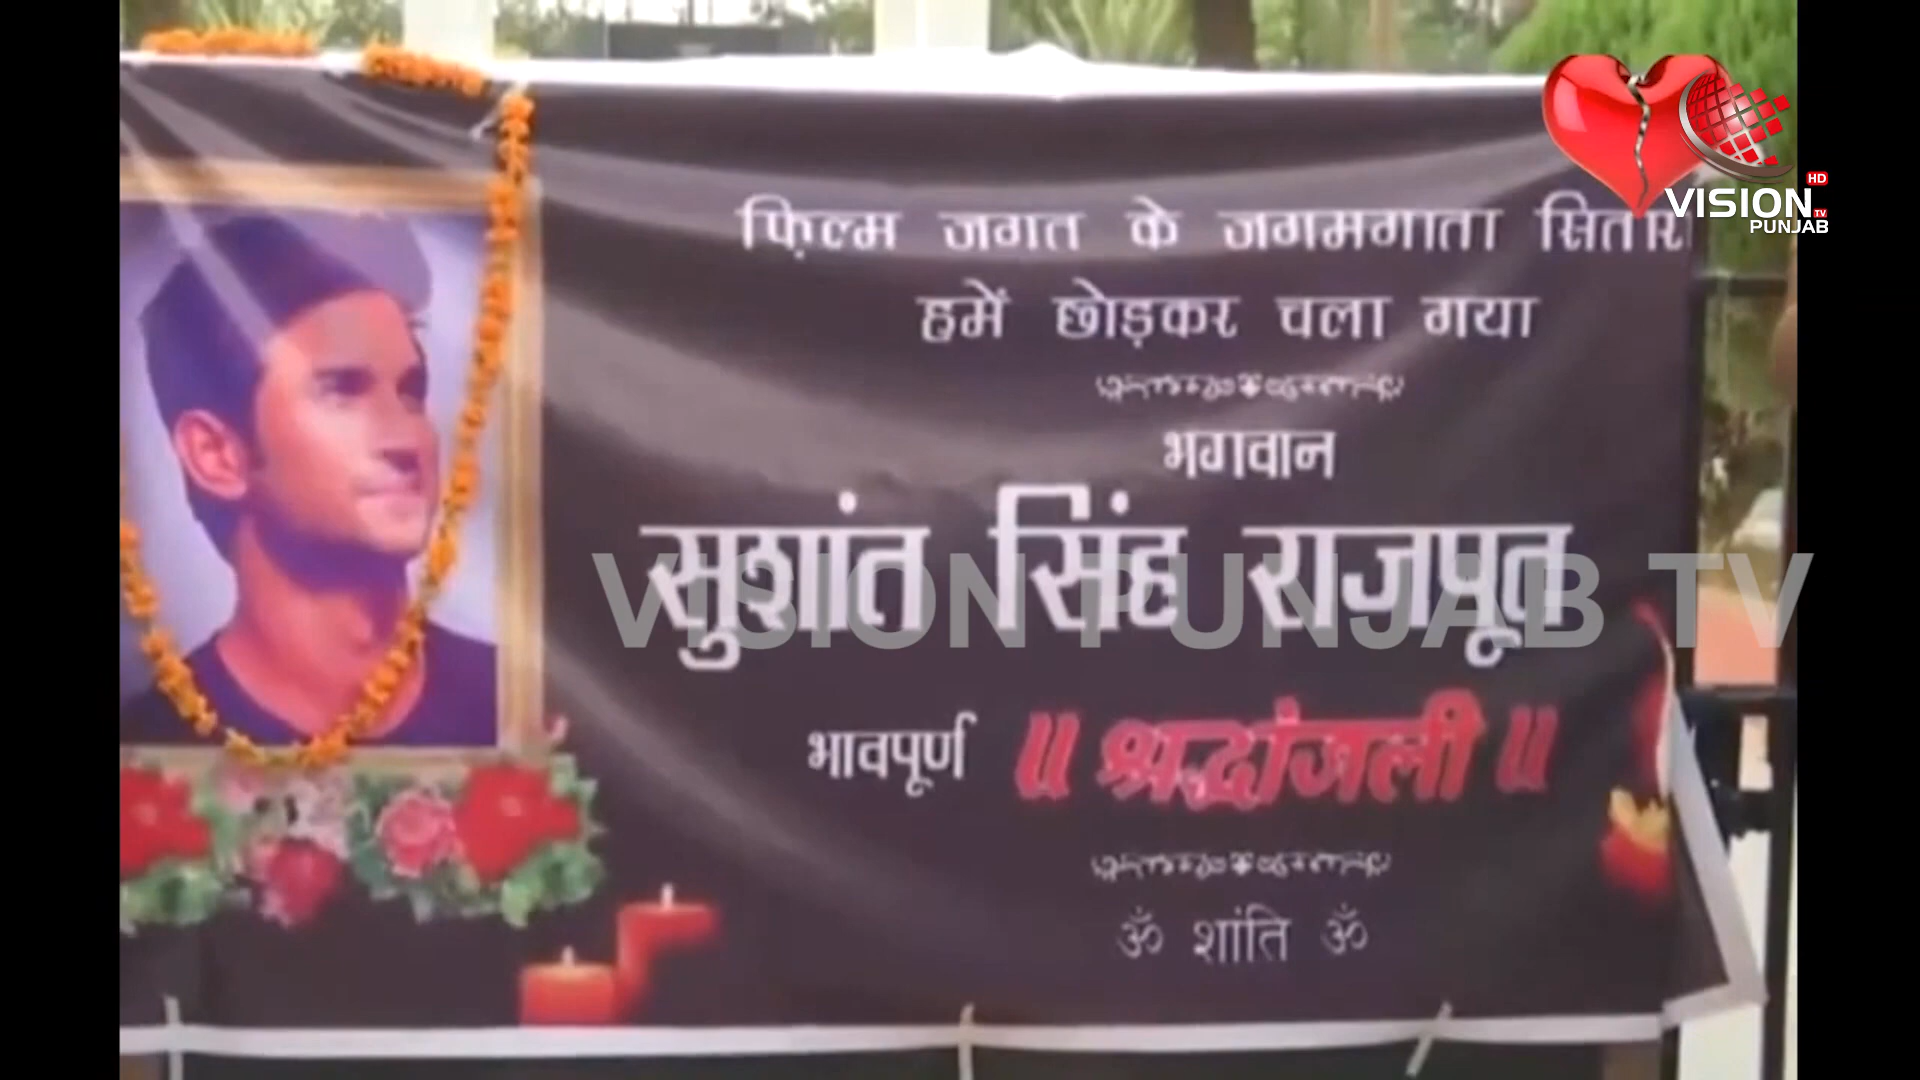 फ़िल्म जगत के जगमगाता सितारा
हमें छोड़कर चला गया
भगवान
सुशांत सिंह राजपूत
भावपूर्ण ॥ श्रद्धांजली ॥
ॐ शांति ॐ
VISION PUNJAB TV
HD
VISION TV
PUNJAB